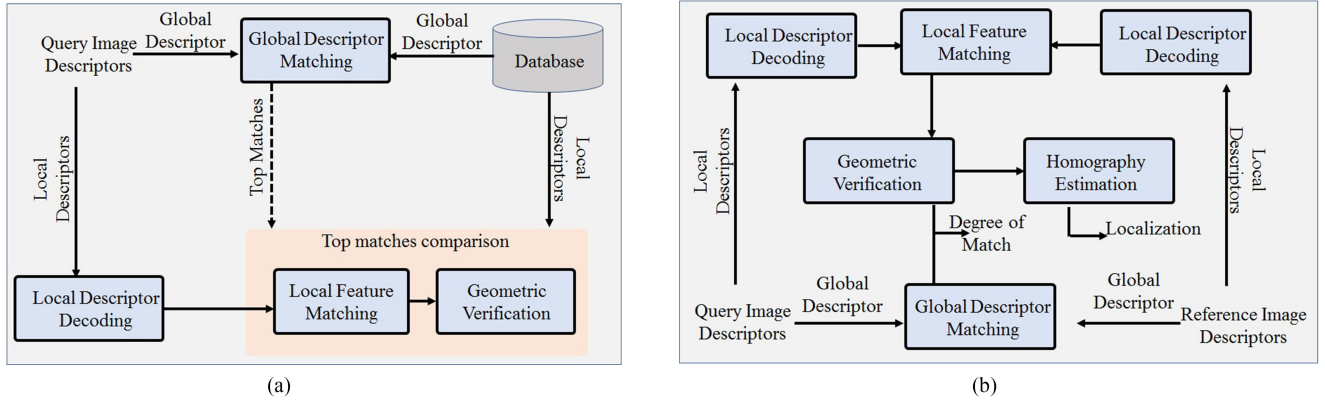 Global
Descriptor
Query Image
Descriptors
Global Descriptor
Matching
Global
Descriptor
Database
Local
Descriptors
Top Matches
Local
Descriptors
Top matches comparison
Local Descriptor
Decoding
Local Feature
Matching
Geometric
Verification
(a)
Local Descriptor
Decoding
Local Feature
Matching
Local Descriptor
Decoding
Local
Descriptors
Geometric
Verification
Homography
Estimation
Local
Descriptors
Degree of
Match
Localization
Query Image
Descriptors
Global
Descriptor
Global Descriptor
Matching
Global
Descriptor
Reference Image
Descriptors
(b)